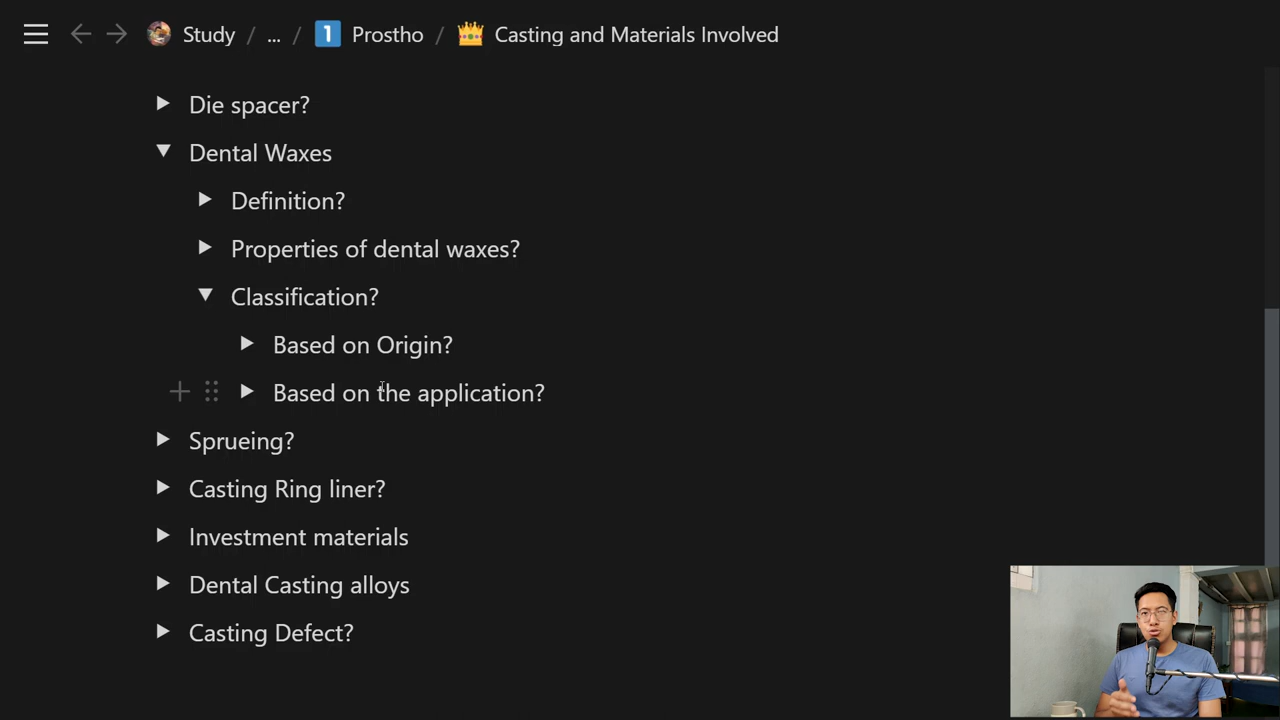 Study / ... / 1 Prostho / Casting and Materials Involved
Die spacer?
Dental Waxes
Definition?
Properties of dental waxes?
Classification?
Based on Origin?
Based on the application?
Sprueing?
Casting Ring liner?
Investment materials
Dental Casting alloys
Casting Defect?